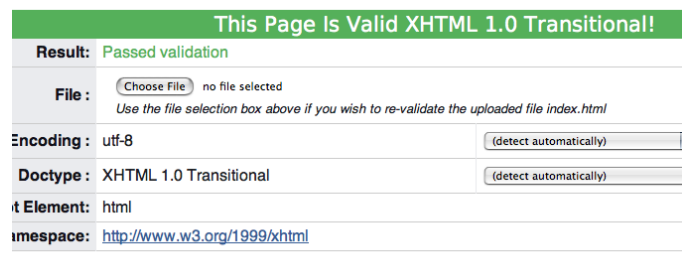 This Page Is Valid XHTML 1.0 Transitional!
Result: Passed validation
File : Choose File no file selected
Use the file selection box above if you wish to re-validate the uploaded file index.html
Encoding : utf-8 (detect automatically)
Doctype : XHTML 1.0 Transitional (detect automatically)
t Element: html
amespace: http://www.w3.org/1999/xhtml